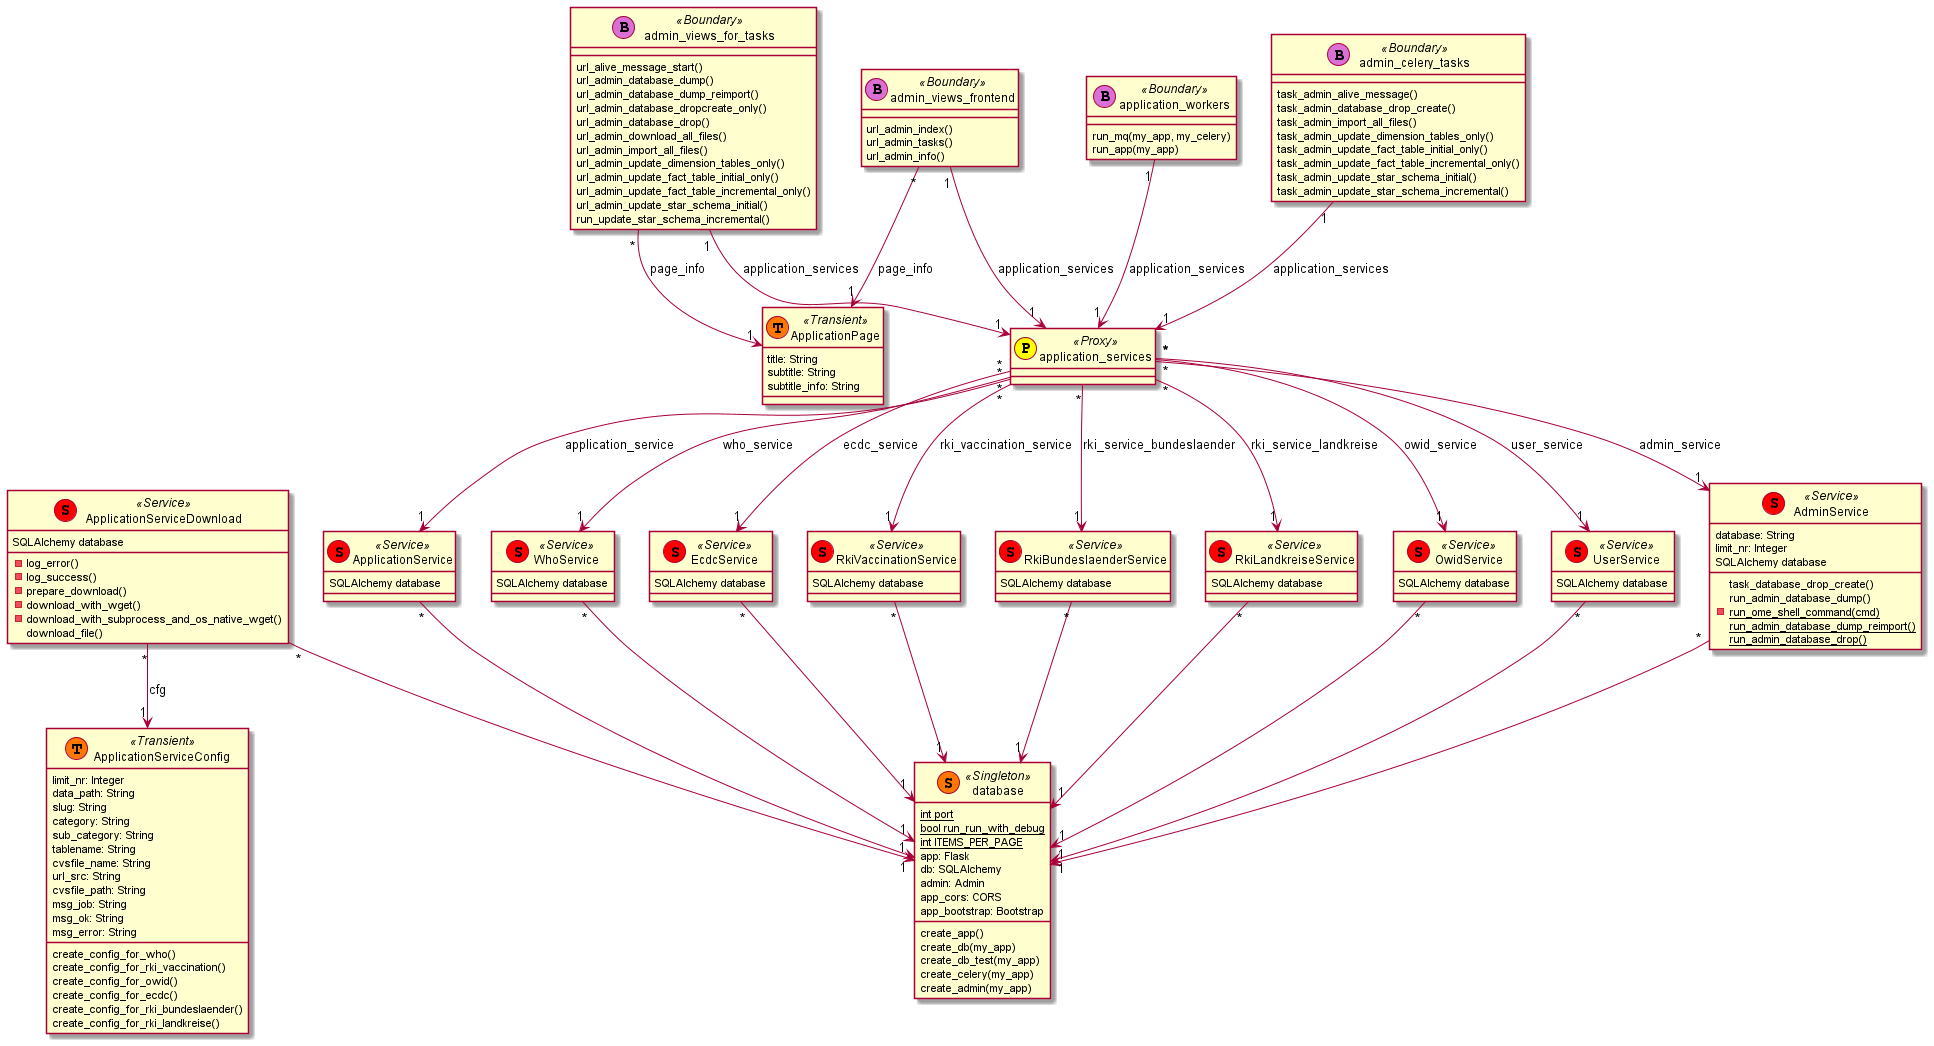 B
«Boundary»
admin_views_for_tasks
url_alive_message_start()
url_admin_database_dump()
url_admin_database_dump_reimport()
url_admin_database_dropcreate_only()
url_admin_database_drop()
url_admin_download_all_files()
url_admin_import_all_files()
url_admin_update_dimension_tables_only()
url_admin_update_fact_table_initial_only()
url_admin_update_fact_table_incremental_only()
url_admin_update_star_schema_initial()
run_update_star_schema_incremental()
B
«Boundary»
admin_views_frontend
url_admin_index()
url_admin_tasks()
url_admin_info()
B
«Boundary»
application_workers
run_mq(my_app, my_celery)
run_app(my_app)
B
«Boundary»
admin_celery_tasks
task_admin_alive_message()
task_admin_database_drop_create()
task_admin_import_all_files()
task_admin_update_dimension_tables_only()
task_admin_update_fact_table_initial_only()
task_admin_update_fact_table_incremental_only()
task_admin_update_star_schema_initial()
task_admin_update_star_schema_incremental()
*
1
*
1
1
1
page_info
application_services
page_info
application_services
application_services
application_services
1
1
1
1
1
1
T
«Transient»
ApplicationPage
title: String
subtitle: String
subtitle_info: String
P
«Proxy»
application_services
*
*
*
*
*
*
*
*
application_service
who_service
ecdc_service
rki_vaccination_service
rki_service_bundeslaender
rki_service_landkreise
owid_service
user_service
admin_service
1
1
1
1
1
1
1
1
1
S
«Service»
ApplicationServiceDownload
SQLAlchemy database
log_error()
log_success()
prepare_download()
download_with_wget()
download_with_subprocess_and_os_native_wget()
download_file()
S
«Service»
ApplicationService
SQLAlchemy database
S
«Service»
WhoService
SQLAlchemy database
S
«Service»
EcdcService
SQLAlchemy database
S
«Service»
RkiVaccinationService
SQLAlchemy database
S
«Service»
RkiBundeslaenderService
SQLAlchemy database
S
«Service»
RkiLandkreiseService
SQLAlchemy database
S
«Service»
OwidService
SQLAlchemy database
S
«Service»
UserService
SQLAlchemy database
S
«Service»
AdminService
database: String
limit_nr: Integer
SQLAlchemy database
task_database_drop_create()
run_admin_database_dump()
run_ome_shell_command(cmd)
run_admin_database_dump_reimport()
run_admin_database_drop()
*
*
*
*
*
*
*
*
*
*
*
cfg
1
1
1
1
1
1
1
1
1
1
1
T
«Transient»
ApplicationServiceConfig
limit_nr: Integer
data_path: String
slug: String
category: String
sub_category: String
tablename: String
cvsfile_name: String
url_src: String
cvsfile_path: String
msg_job: String
msg_ok: String
msg_error: String
create_config_for_who()
create_config_for_rki_vaccination()
create_config_for_owid()
create_config_for_ecdc()
create_config_for_rki_bundeslaender()
create_config_for_rki_landkreise()
S
«Singleton»
database
int port
bool run_run_with_debug
int ITEMS_PER_PAGE
app: Flask
db: SQLAlchemy
admin: Admin
app_cors: CORS
app_bootstrap: Bootstrap
create_app()
create_db(my_app)
create_db_test(my_app)
create_celery(my_app)
create_admin(my_app)